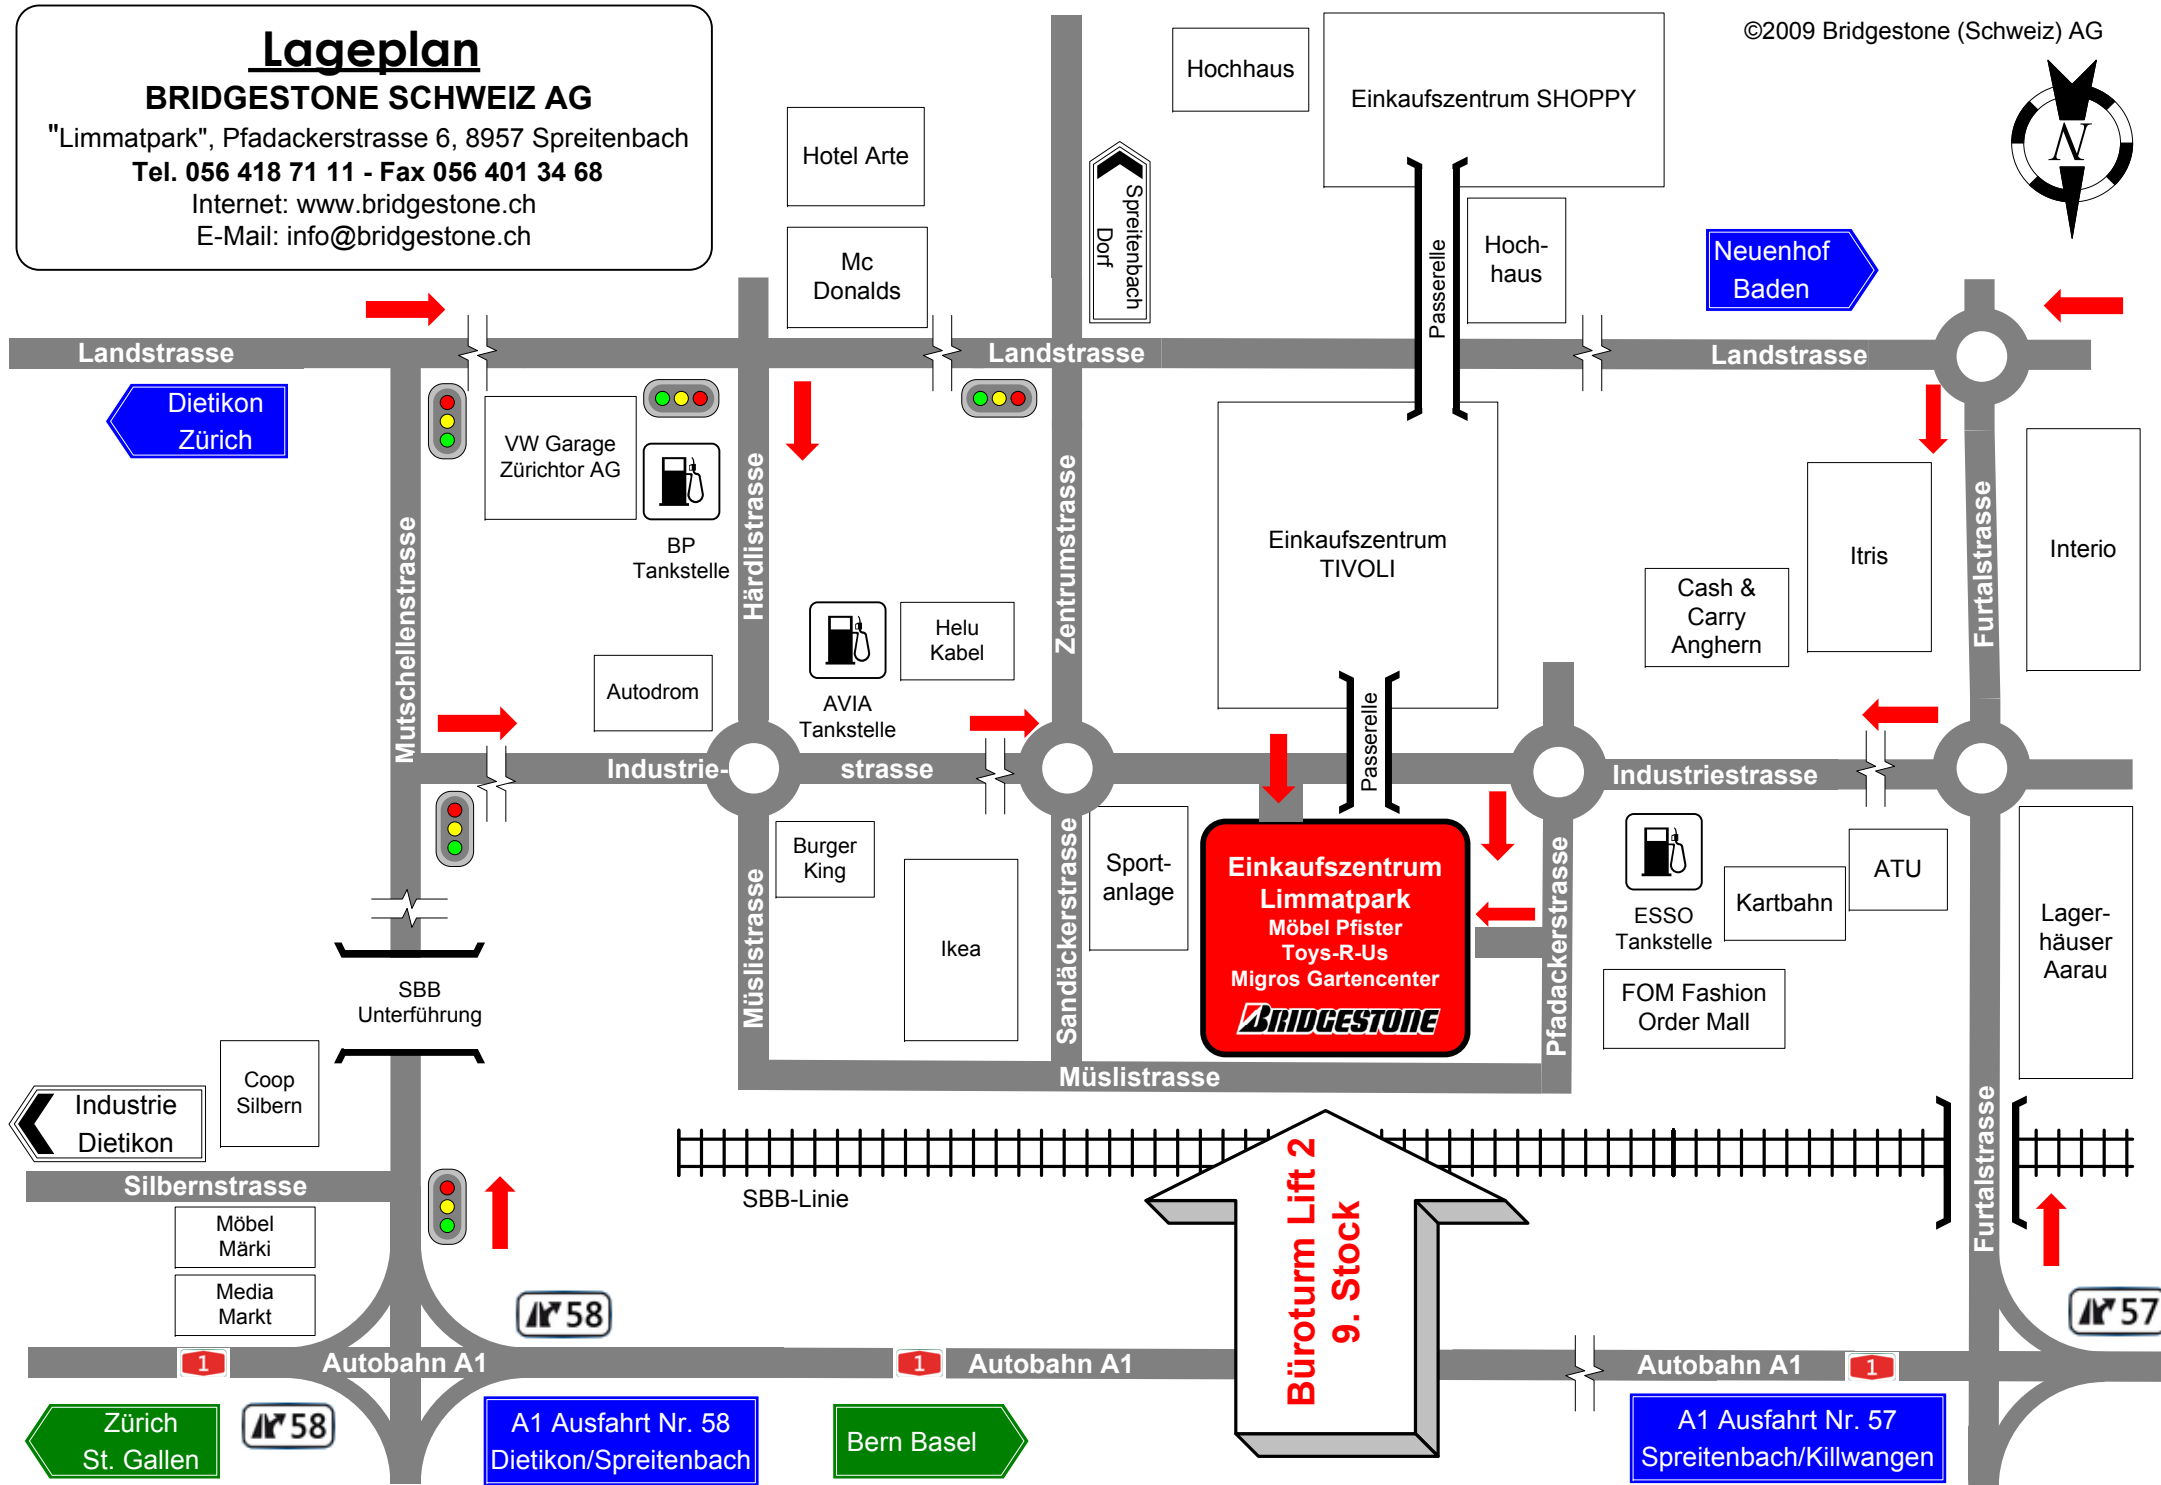 Lageplan
BRIDGESTONE SCHWEIZ AG
"Limmatpark", Pfadackerstrasse 6, 8957 Spreitenbach
Tel. 056 418 71 11 - Fax 056 401 34 68
Internet: www.bridgestone.ch
E-Mail: info@bridgestone.ch
©2009 Bridgestone (Schweiz) AG
N
Hochhaus
Einkaufszentrum SHOPPY
Hotel Arte
Mc
Donalds
Spreitenbach
Dorf
Passerelle
Hoch-
haus
Neuenhof
Baden
Landstrasse
Landstrasse
Landstrasse
Dietikon
Zürich
VW Garage
Zürichtor AG
BP
Tankstelle
Mutschellenstrasse
Härdlistrasse
Zentrumstrasse
Einkaufszentrum
TIVOLI
Cash &
Carry
Anghern
Itris
Furtalstrasse
Interio
Autodrom
AVIA
Tankstelle
Helu
Kabel
Passerelle
Industrie-
strasse
Industriestrasse
Burger
King
Müslistrasse
Ikea
Sandäckerstrasse
Sport-
anlage
Einkaufszentrum
Limmatpark
Möbel Pfister
Toys-R-Us
Migros Gartencenter
BRIDGESTONE
Pfadackerstrasse
ESSO
Tankstelle
Kartbahn
ATU
FOM Fashion
Order Mall
Lager-
häuser
Aarau
SBB
Unterführung
Müslistrasse
Coop
Silbern
Industrie
Dietikon
Silbernstrasse
SBB-Linie
Möbel
Märki
Media
Markt
Büroturm Lift 2
9. Stock
Furtalstrasse
58
57
1
Autobahn A1
1
Autobahn A1
Autobahn A1
1
Zürich
St. Gallen
58
A1 Ausfahrt Nr. 58
Dietikon/Spreitenbach
Bern Basel
A1 Ausfahrt Nr. 57
Spreitenbach/Killwangen